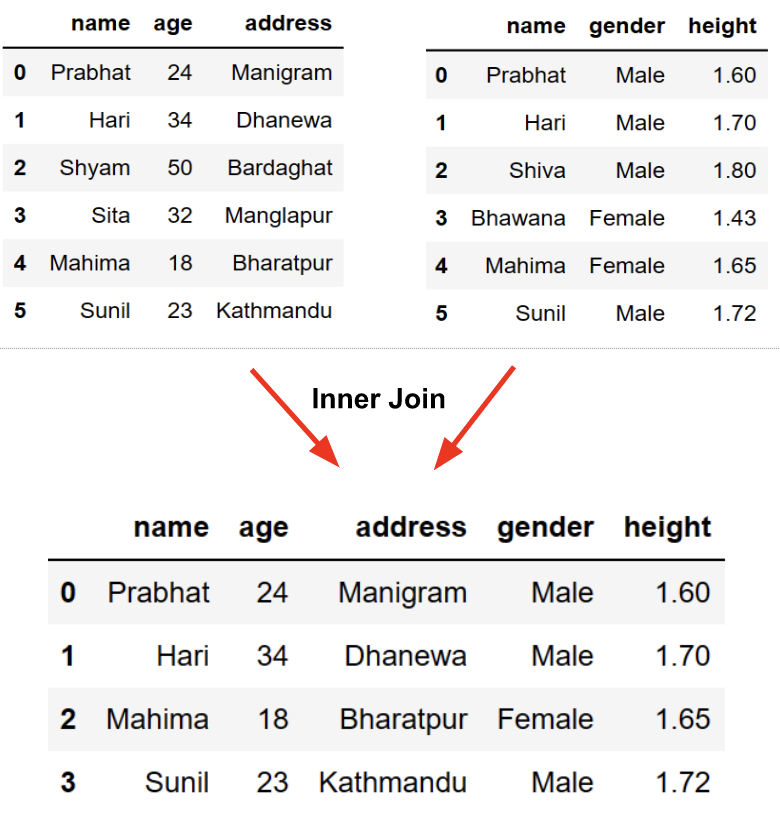 name age address
0 Prabhat 24 Manigram
1 Hari 34 Dhanewa
2 Shyam 50 Bardaghat
3 Sita 32 Manglapur
4 Mahima 18 Bharatpur
5 Sunil 23 Kathmandu
name gender height
0 Prabhat Male 1.60
1 Hari Male 1.70
2 Shiva Male 1.80
3 Bhawana Female 1.43
4 Mahima Female 1.65
5 Sunil Male 1.72
Inner Join
name age address gender height
0 Prabhat 24 Manigram Male 1.60
1 Hari 34 Dhanewa Male 1.70
2 Mahima 18 Bharatpur Female 1.65
3 Sunil 23 Kathmandu Male 1.72